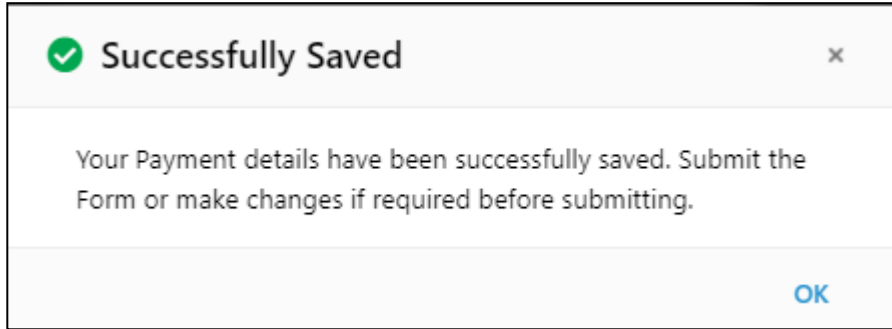 Successfully Saved
Your Payment details have been successfully saved. Submit the
Form or make changes if required before submitting.
OK